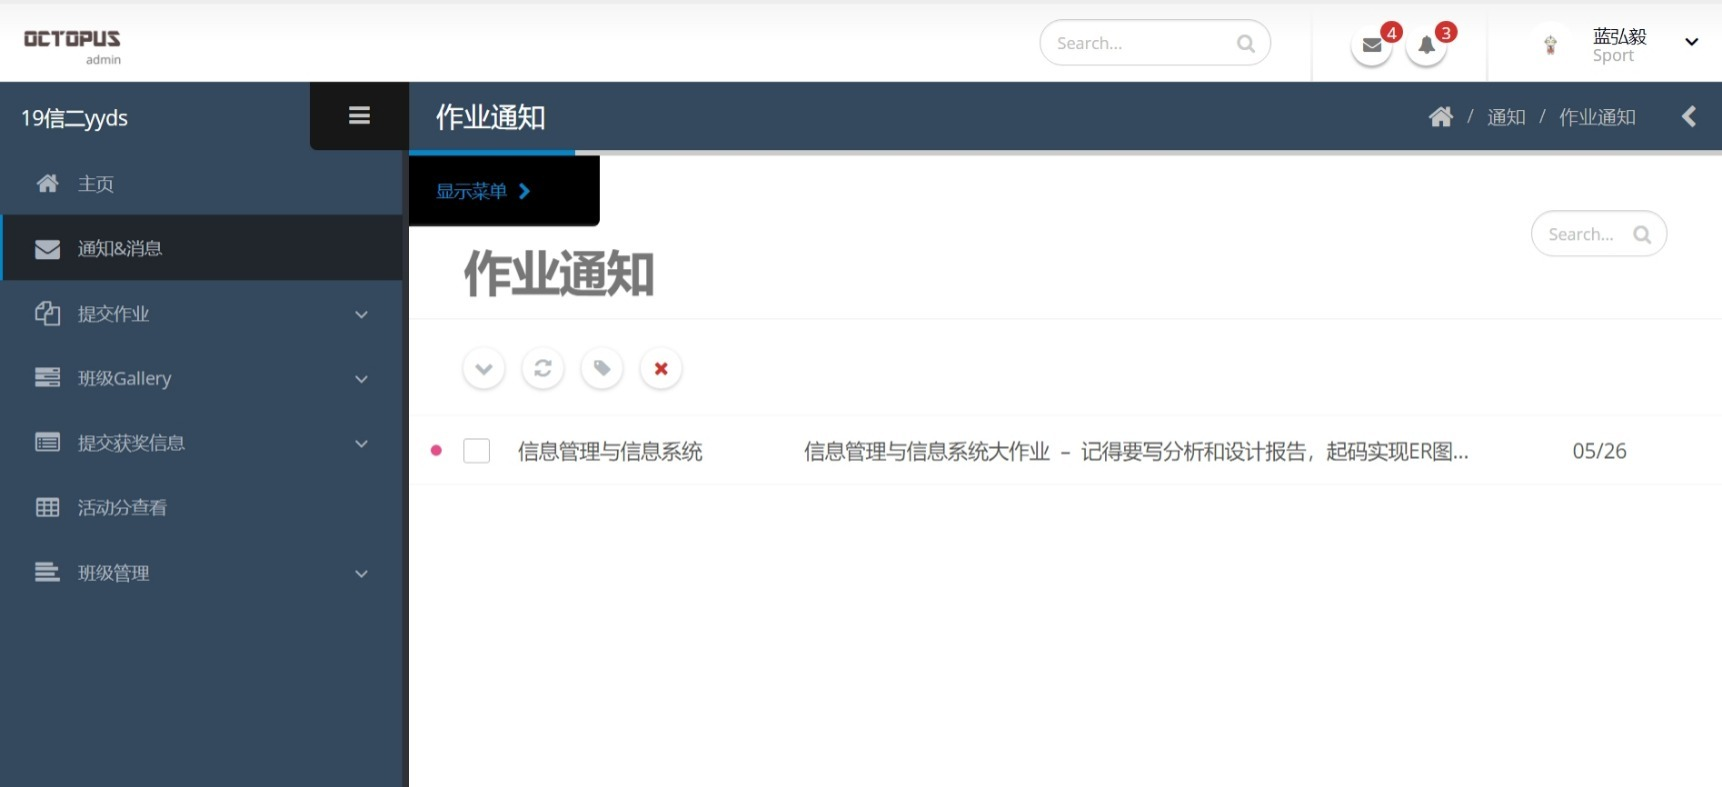 OCTOPUS
admin
Search...
4
3
蓝弘毅
Sport
19信二yyds
作业通知
/ 通知 / 作业通知
主页
显示菜单
通知&消息
Search...
作业通知
提交作业
班级Gallery
提交获奖信息
信息管理与信息系统 信息管理与信息系统大作业 – 记得要写分析和设计报告，起码实现ER图... 05/26
活动分查看
班级管理